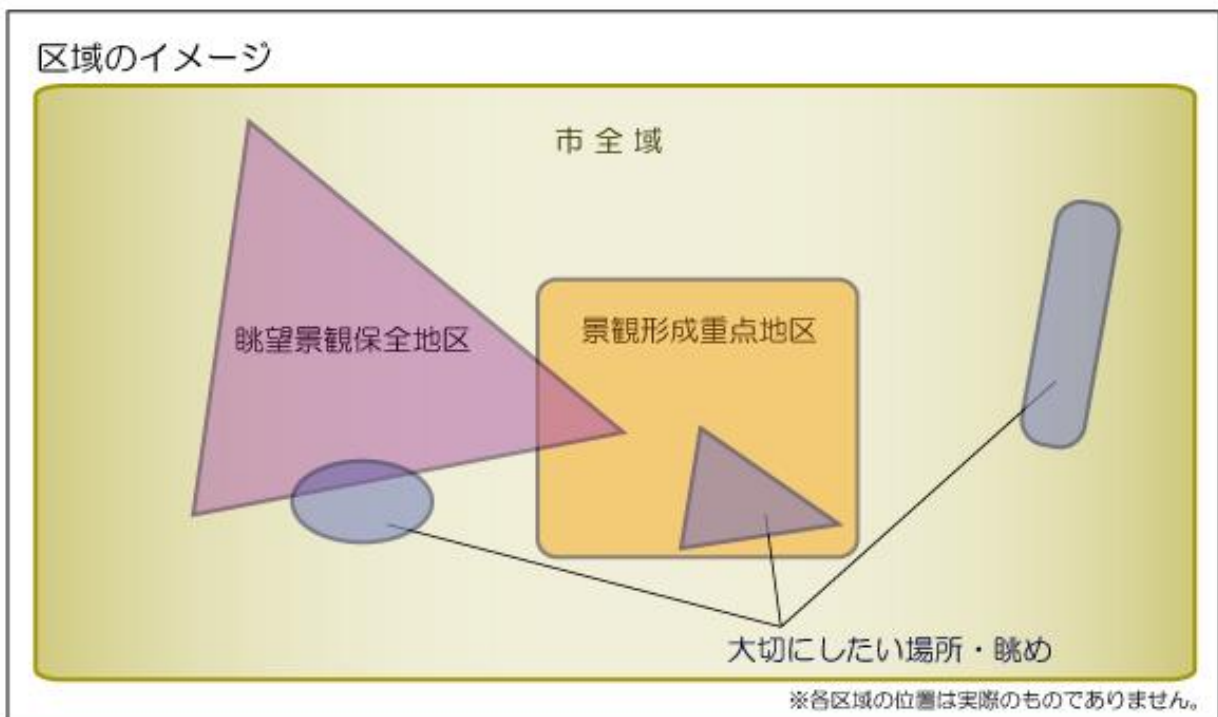 区域のイメージ
市全域
眺望景観保全地区
景観形成重点地区
大切にしたい場所・眺め
※各区域の位置は実際のものでありません。